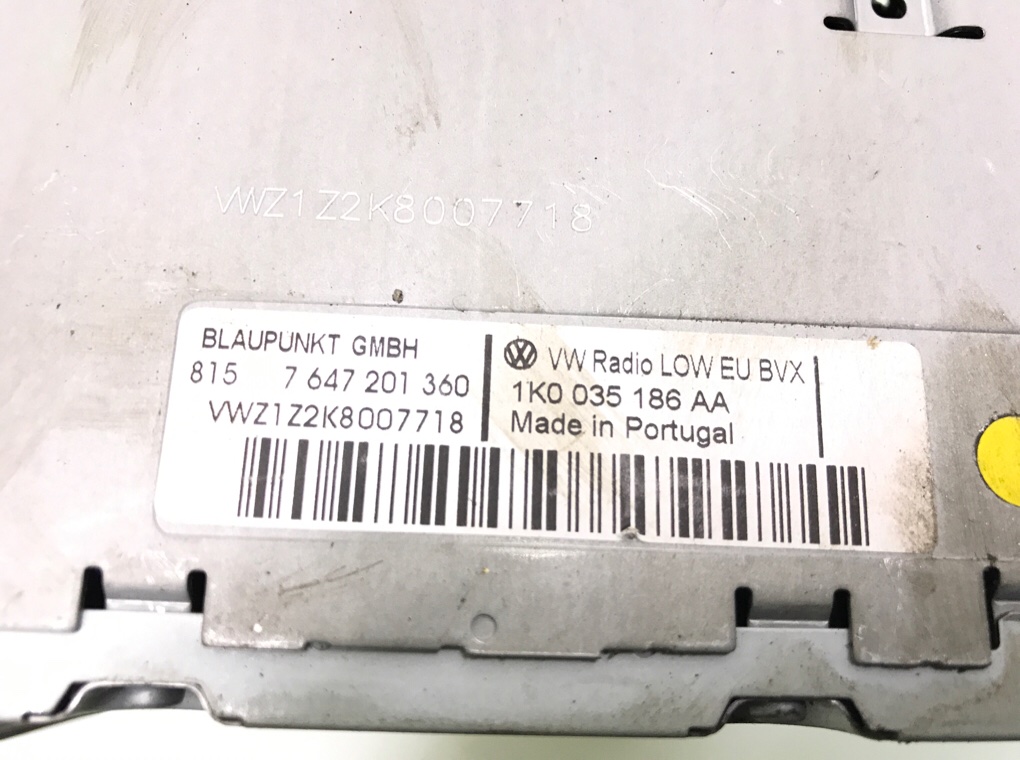 VWZ1Z2K8007718
BLAUPUNKT GMBH
815 7 647 201 360
VWZ1Z2K8007718
VW Radio LOW EU BVX
1K0 035 186 AA
Made in Portugal